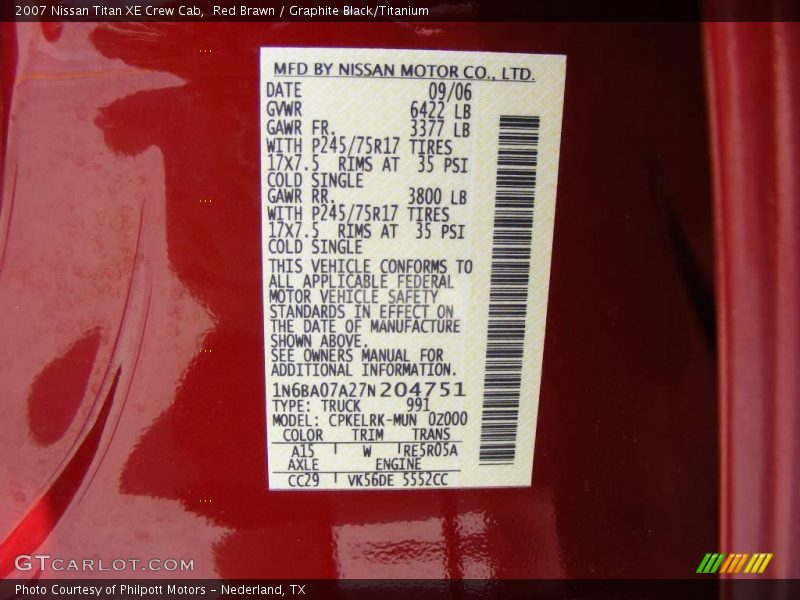 2007 Nissan Titan XE Crew Cab,  Red Brawn / Graphite Black/Titanium
MFD BY NISSAN MOTOR CO., LTD.
DATE 09/06
GVWR 6422 LB
GAWR FR. 3377 LB
WITH P245/75R17 TIRES
17X7.5 RIMS AT 35 PSI
COLD SINGLE
GAWR RR. 3800 LB
WITH P245/75R17 TIRES
17X7.5 RIMS AT 35 PSI
COLD SINGLE
THIS VEHICLE CONFORMS TO
ALL APPLICABLE FEDERAL
MOTOR VEHICLE SAFETY
STANDARDS IN EFFECT ON
THE DATE OF MANUFACTURE
SHOWN ABOVE.
SEE OWNERS MANUAL FOR
ADDITIONAL INFORMATION.
1N6BA07A27N204751
TYPE: TRUCK 991
MODEL: CPKELRK-MUN 0Z000
COLOR TRIM TRANS
A15 W RE5R05A
AXLE ENGINE
CC29 VK56DE 5552CC
GTCARLOT.COM
Photo Courtesy of Philpott Motors - Nederland, TX